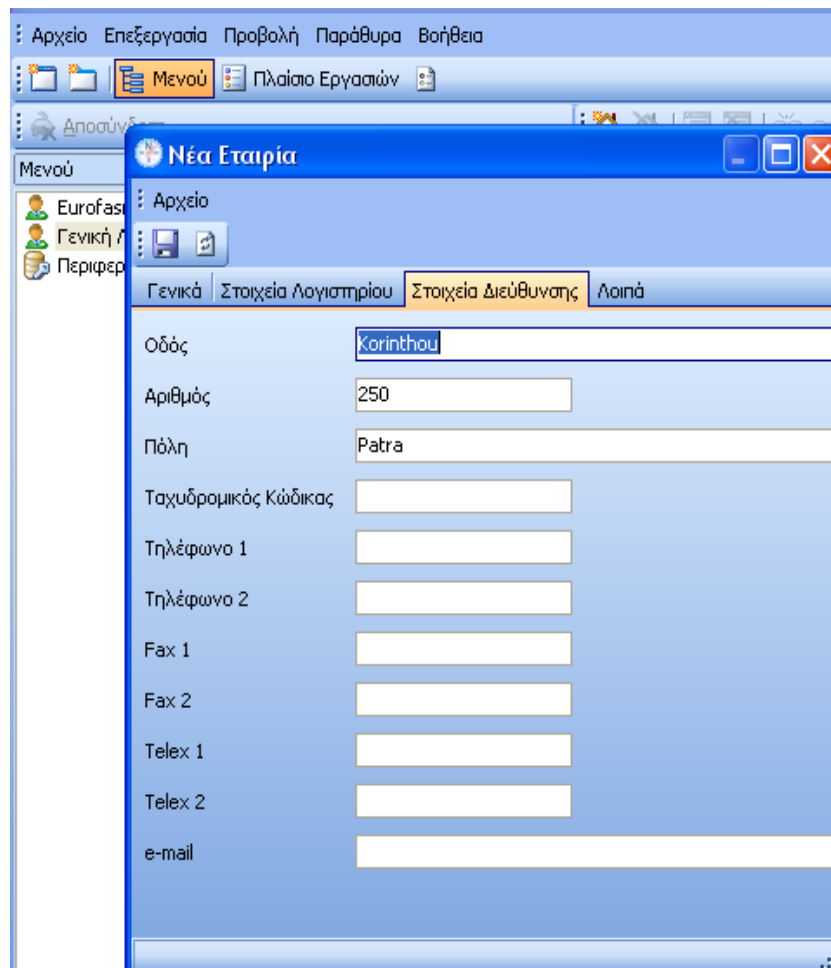 Αρχείο Επεξεργασία Προβολή Παράθυρα Βοήθεια
Μενού Πλαίσιο Εργασιών
Μενού
Γενική
Νέα Εταιρία
Αρχείο
Γενικά Στοιχεία Λογιστηρίου Στοιχεία Διεύθυνσης Λοιπά
Οδός Korinthou
Αριθμός 250
Πόλη Patra
Ταχυδρομικός Κώδικας
Τηλέφωνο 1
Τηλέφωνο 2
Fax 1
Fax 2
Telex 1
Telex 2
e-mail